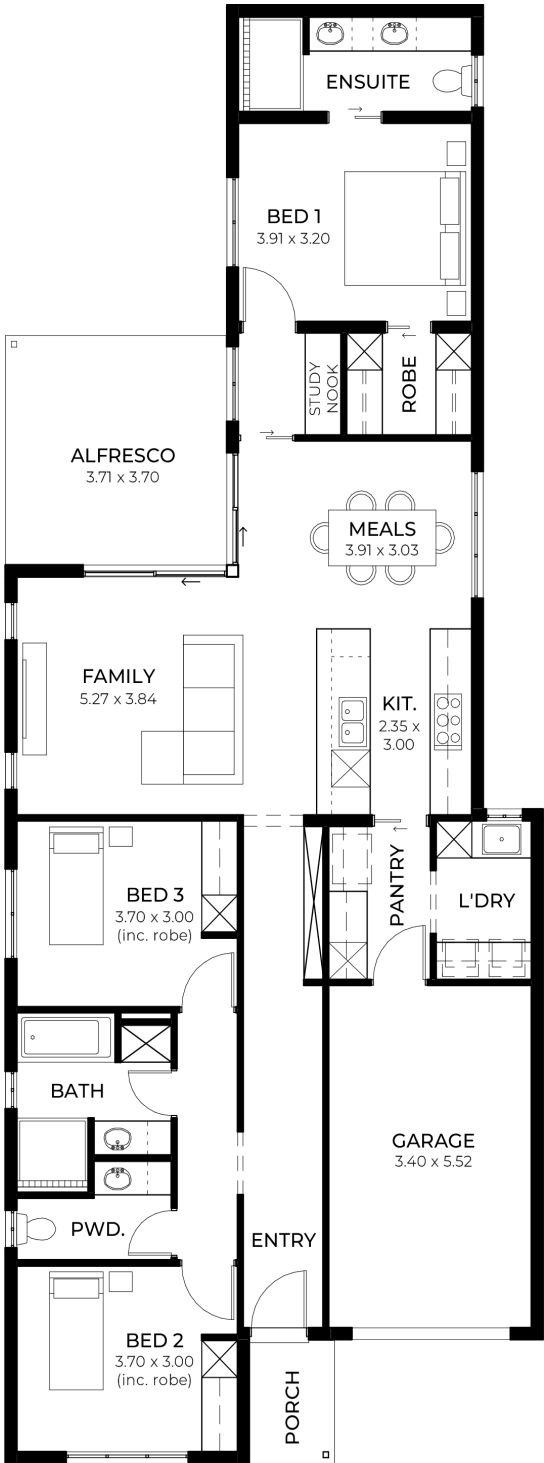 ENSUITE
BED 1
3.91 x 3.20
STUDY
NOOK
ROBE
ALFRESCO
3.71 x 3.70
MEALS
3.91 x 3.03
FAMILY
5.27 x 3.84
KIT.
2.35 x
3.00
BED 3
3.70 x 3.00
(inc. robe)
PANTRY
L'DRY
BATH
GARAGE
3.40 x 5.52
PWD.
ENTRY
BED 2
3.70 x 3.00
(inc. robe)
PORCH